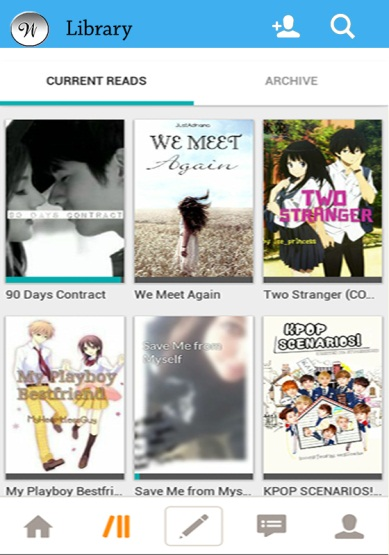 W Library
CURRENT READS
ARCHIVE
90 DAYS CONTRACT
JustAdriano
WE MEET
Again
TWO
STRANGER
90 Days Contract
We Meet Again
Two Stranger (CO...
My Playboy
Bestfriend
MyHeartlessGuy
Save Me from
Myself
KPOP
SCENARIOS!
My Playboy Bestfri...
Save Me from Mys...
KPOP SCENARIOS!...